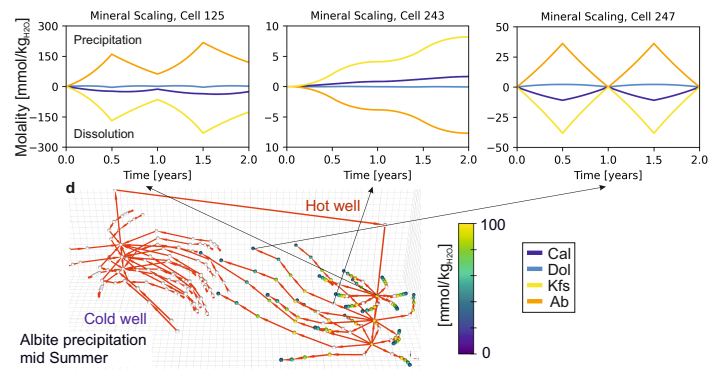 Mineral Scaling, Cell 125
Mineral Scaling, Cell 243
Mineral Scaling, Cell 247
Molality [mmol/kgH2O]
300
150
0
−150
−300
Precipitation
Dissolution
0.0 0.5 1.0 1.5 2.0
Time [years]
10
5
0
5
10
0.0 0.5 1.0 1.5 2.0
Time [years]
50
25
0
−25
−50
0.0 0.5 1.0 1.5 2.0
Time [years]
d
Hot well
Cold well
Albite precipitation
mid Summer
[mmol/kgH2O]
100
0
Cal
Dol
Kfs
Ab